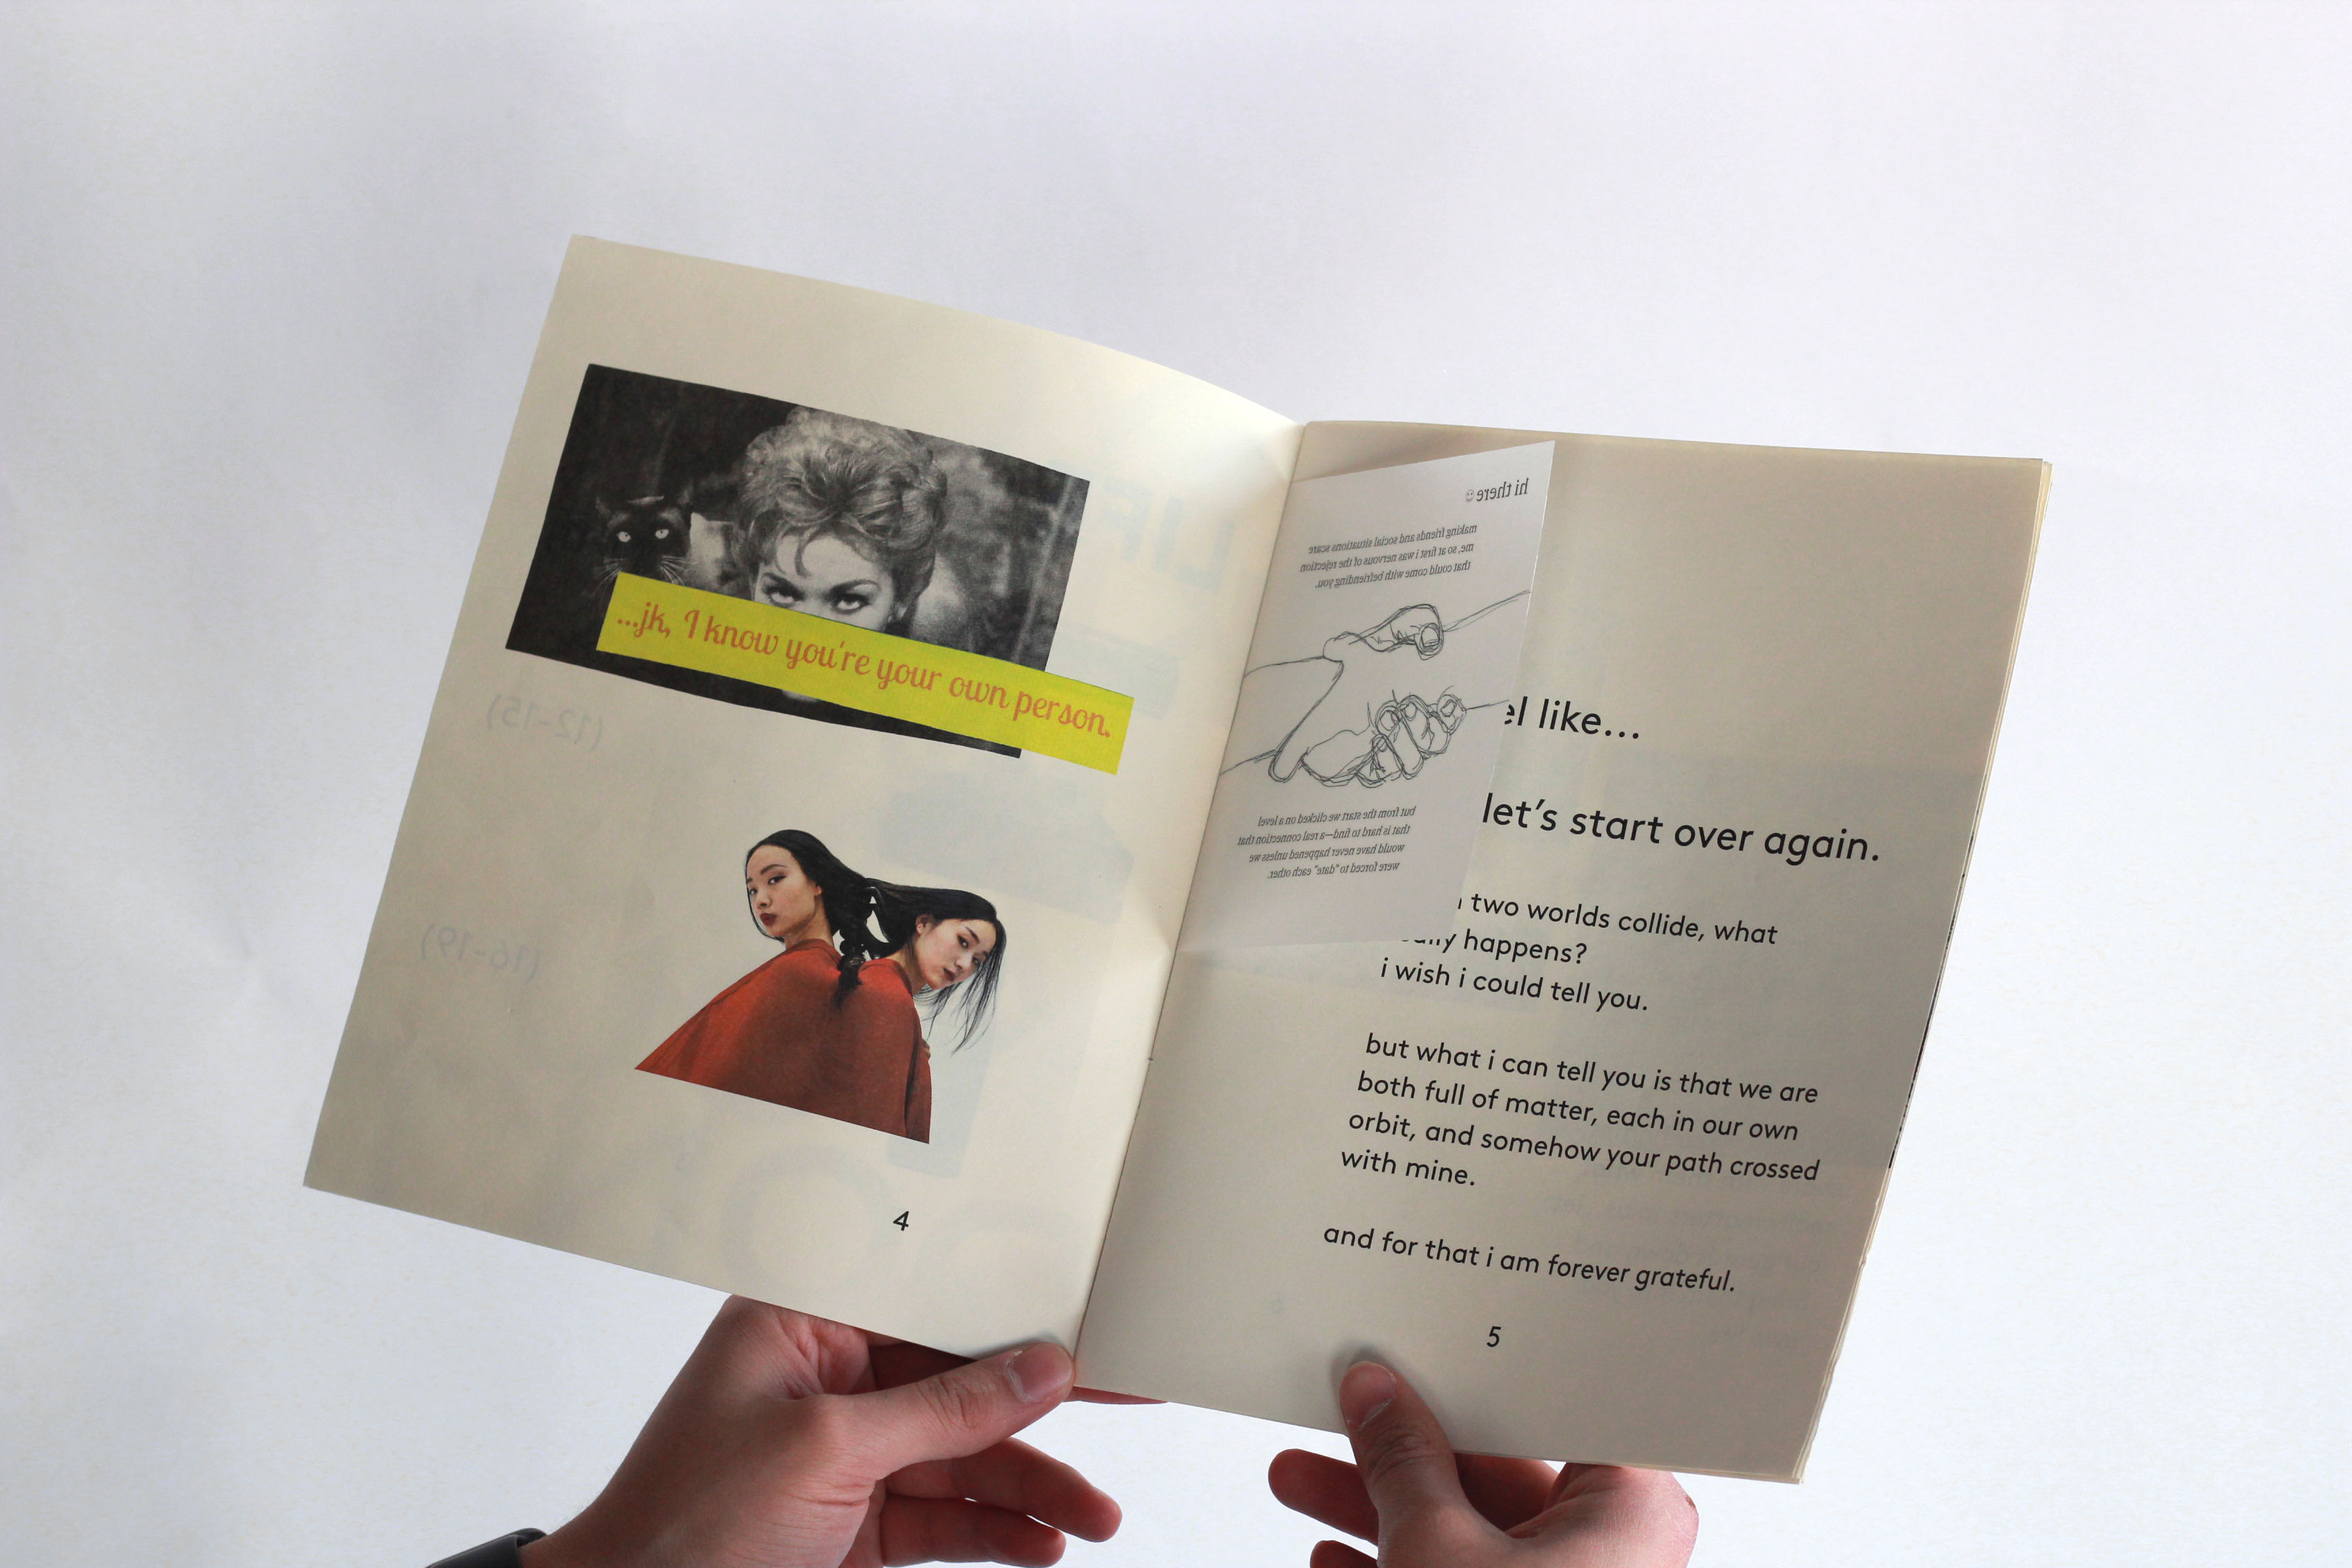 ...jk, I know you're your own person.
(12-15)
(16-19)
4
hi there☺
making friends and social situations scare
me, so at first i was nervous of the rejection
that could come with befriending you.
but from the start we clicked on a level
that is hard to find—a real connection that
would have never happened unless we
were forced to "date" each other.
el like...
let's start over again.
two worlds collide, what
happens?
i wish i could tell you.
but what i can tell you is that we are
both full of matter, each in our own
orbit, and somehow your path crossed
with mine.
and for that i am forever grateful.
5